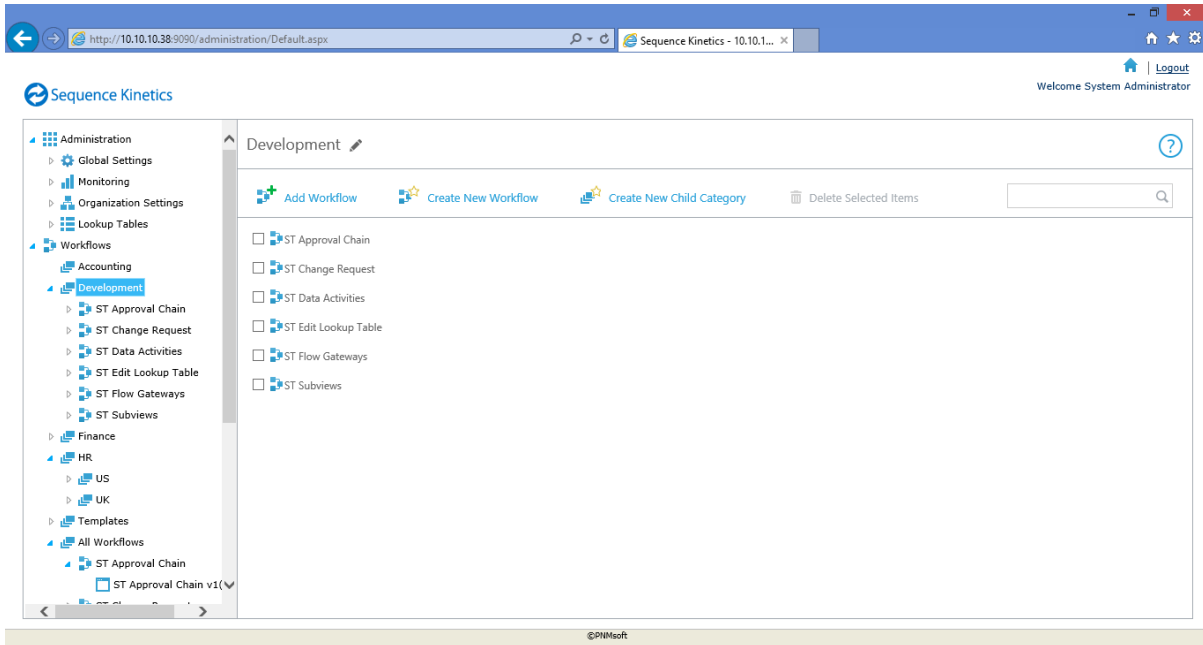 http://10.10.10.38:9090/administration/Default.aspx
Sequence Kinetics - 10.10.1...
Logout
Welcome System Administrator
Sequence Kinetics
Administration
Global Settings
Monitoring
Organization Settings
Lookup Tables
Workflows
Accounting
Development
ST Approval Chain
ST Change Request
ST Data Activities
ST Edit Lookup Table
ST Flow Gateways
ST Subviews
Finance
HR
US
UK
Templates
All Workflows
ST Approval Chain
ST Approval Chain v1(
Development
?
Add Workflow
Create New Workflow
Create New Child Category
Delete Selected Items
ST Approval Chain
ST Change Request
ST Data Activities
ST Edit Lookup Table
ST Flow Gateways
ST Subviews
©PNMsoft